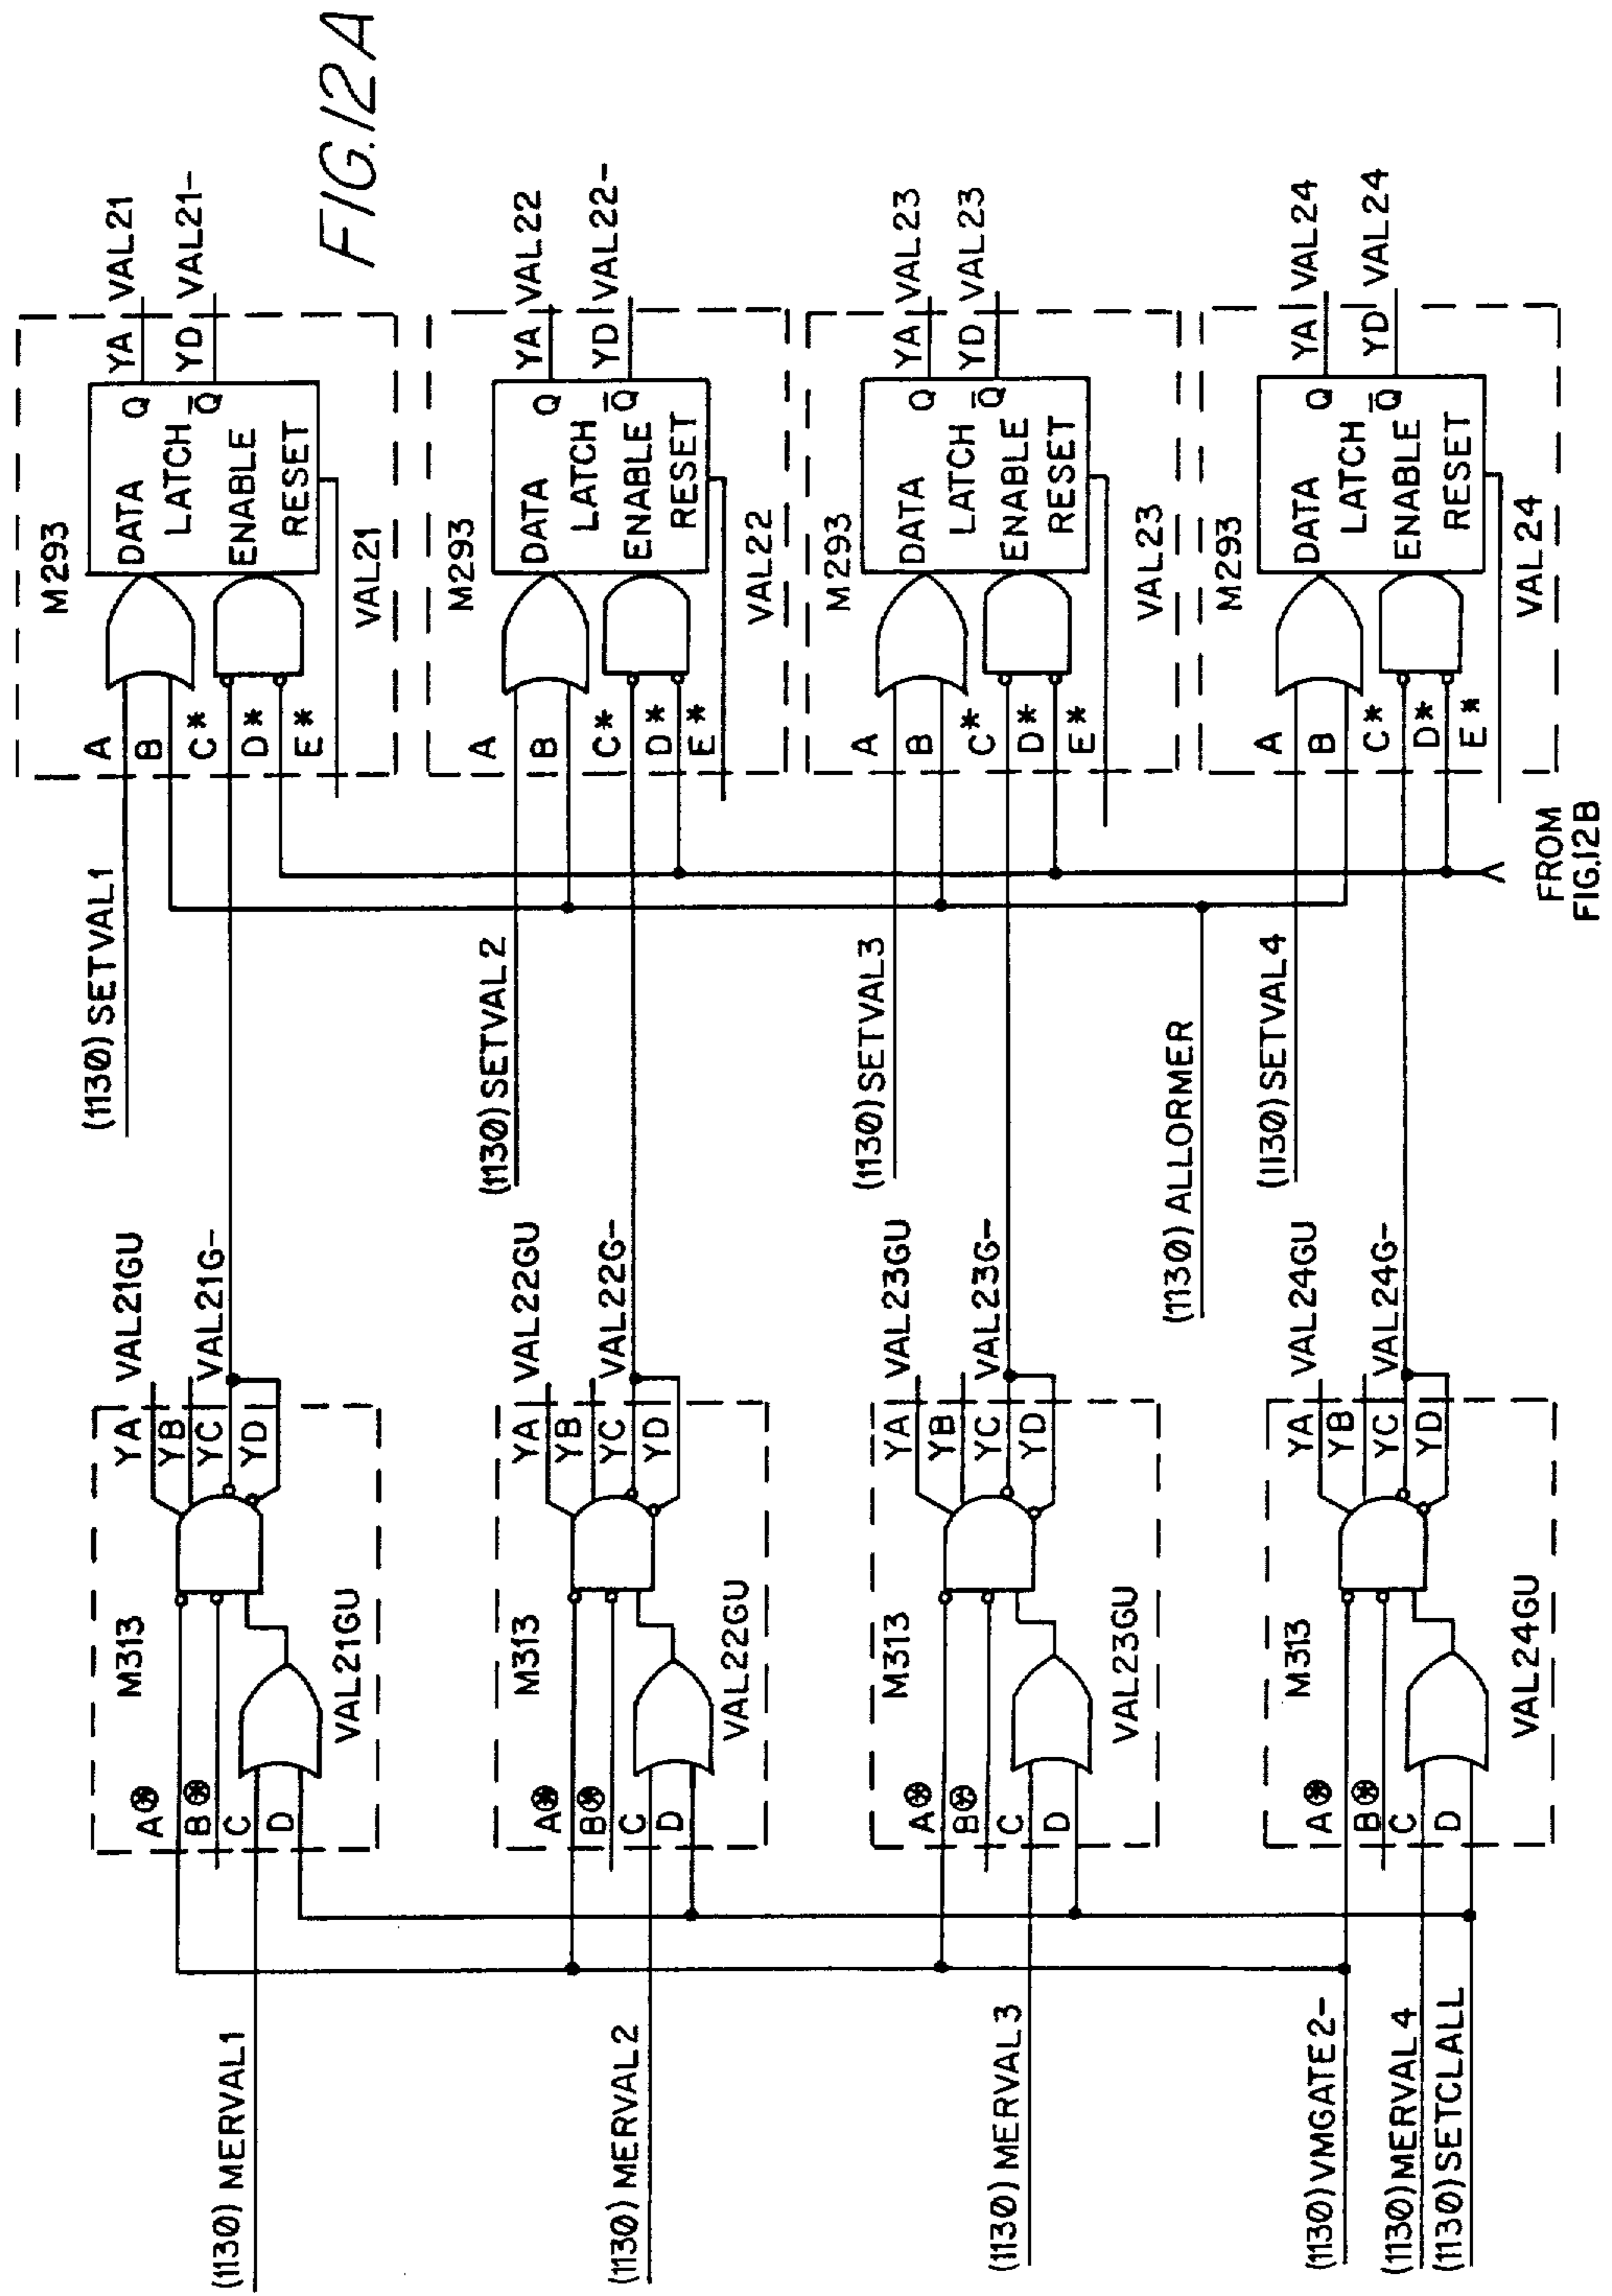 FIG.12A
(1130) MERVAL1
M313
A⊛
B⊛
C
D
VAL21GU
YA
YB
YC
YD
VAL21GU
VAL21G-
(1130) SETVAL1
M293
A
B
C*
D*
E*
DATA
LATCH
ENABLE
RESET
Q
Q̅
VAL21
YA VAL21
YD VAL21-
(1130) MERVAL2
M313
A⊛
B⊛
C
D
VAL22GU
YA
YB
YC
YD
VAL22GU
VAL22G-
(1130) SETVAL2
M293
A
B
C*
D*
E*
DATA
LATCH
ENABLE
RESET
Q
Q̅
VAL22
YA VAL22
YD VAL22-
(1130) MERVAL3
M313
A⊛
B⊛
C
D
VAL23GU
YA
YB
YC
YD
VAL23GU
VAL23G-
(1130) SETVAL3
M293
A
B
C*
D*
E*
DATA
LATCH
ENABLE
RESET
Q
Q̅
VAL23
YA VAL23
YD VAL23
(1130) ALLORMER
(1130) VMGATE2-
(1130) MERVAL4
(1130) SETCLALL
M313
A⊛
B⊛
C
D
VAL24GU
YA
YB
YC
YD
VAL24GU
VAL24G-
(1130) SETVAL4
M293
A
B
C*
D*
E*
DATA
LATCH
ENABLE
RESET
Q
Q̅
VAL24
YA VAL24
YD VAL24
FROM
FIG.12B